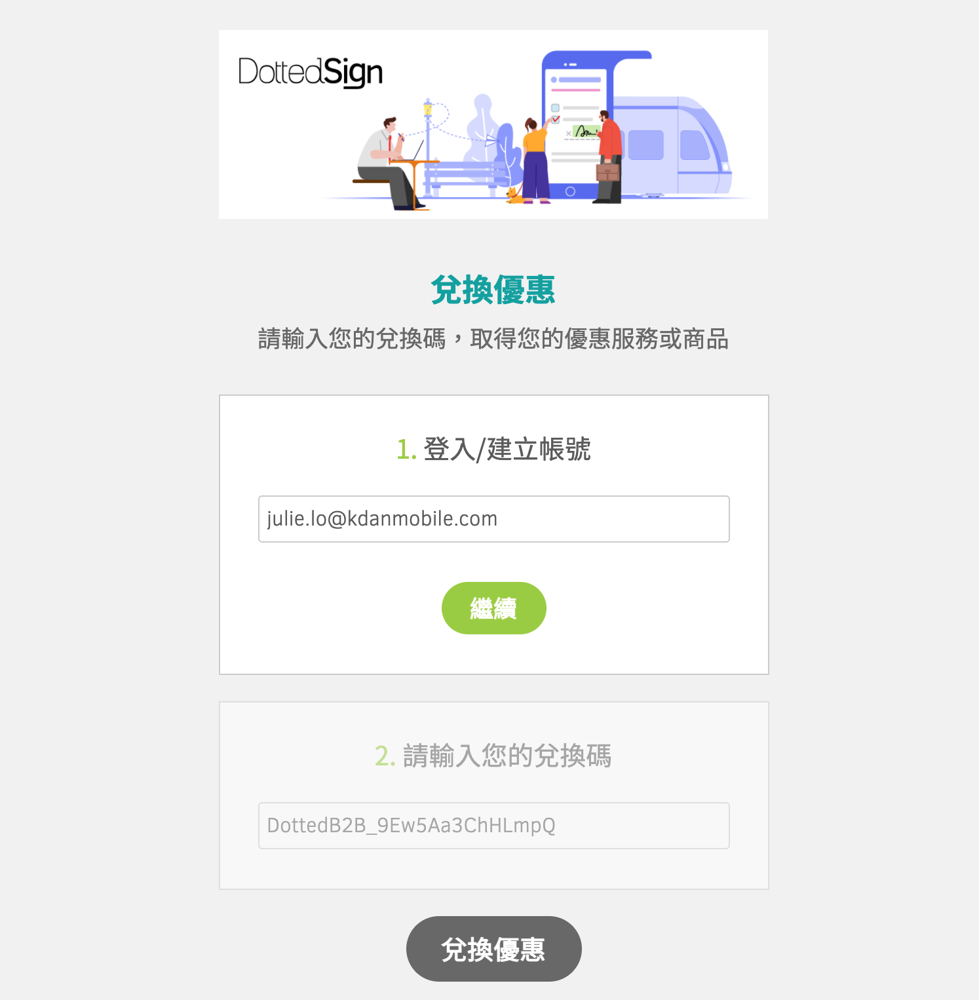 DottedSign
兌換優惠
請輸入您的兌換碼，取得您的優惠服務或商品
1. 登入/建立帳號
julie.lo@kdanmobile.com
繼續
2. 請輸入您的兌換碼
DottedB2B_9Ew5Aa3ChHLmpQ
兌換優惠